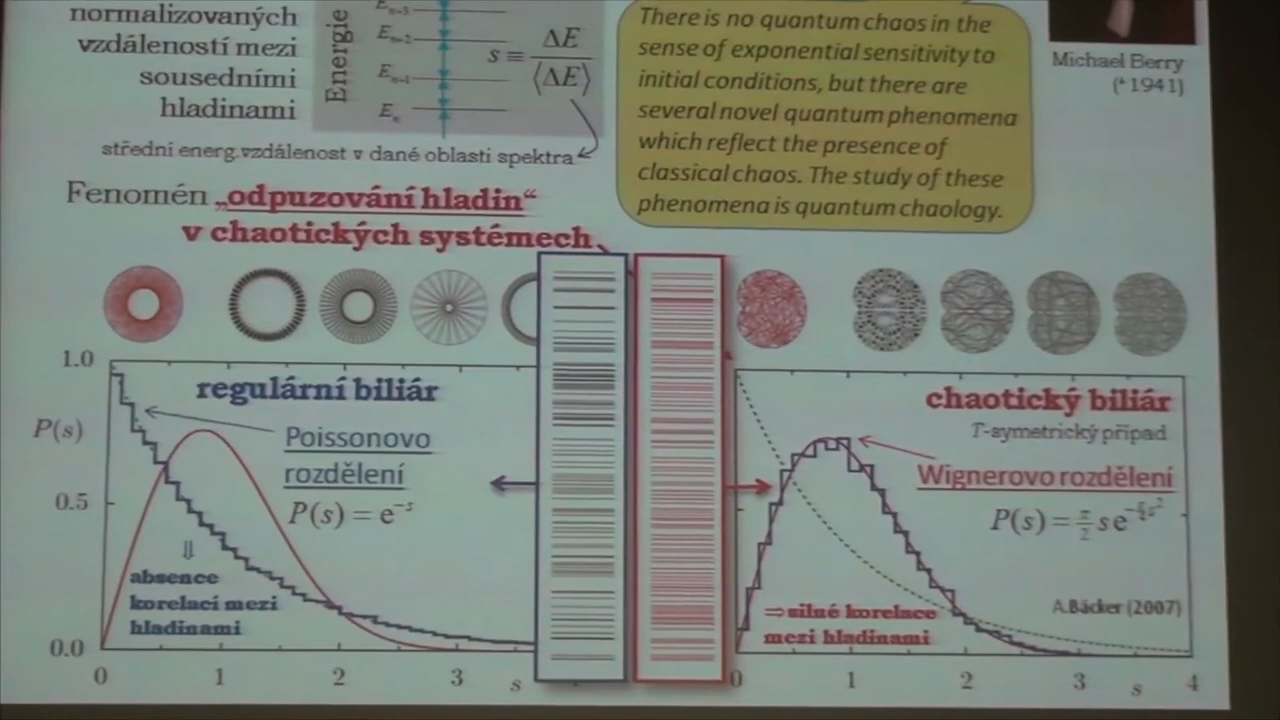 normalizovaných
vzdáleností mezi
sousedními
hladinami
Energie
Eₙ₊₃
Eₙ₊₂
Eₙ₊₁
Eₙ
s ≡ ΔE / ⟨ΔE⟩
střední energ.vzdálenost v dané oblasti spektra
There is no quantum chaos in the
sense of exponential sensitivity to
initial conditions, but there are
several novel quantum phenomena
which reflect the presence of
classical chaos. The study of these
phenomena is quantum chaology.
Michael Berry
(*1941)
Fenomén „odpuzování hladin“
v chaotických systémech
1.0
P(s)
0.5
0.0
regulární biliár
Poissonovo
rozdělení
P(s) = e⁻ˢ
⇓
absence
korelací mezi
hladinami
0 1 2 3 s
chaotický biliár
T-symetrický případ
Wignerovo rozdělení
P(s) = π/2 s e^(-π/4 s²)
⇒silné korelace
mezi hladinami
A.Bäcker (2007)
0 1 2 3 s 4